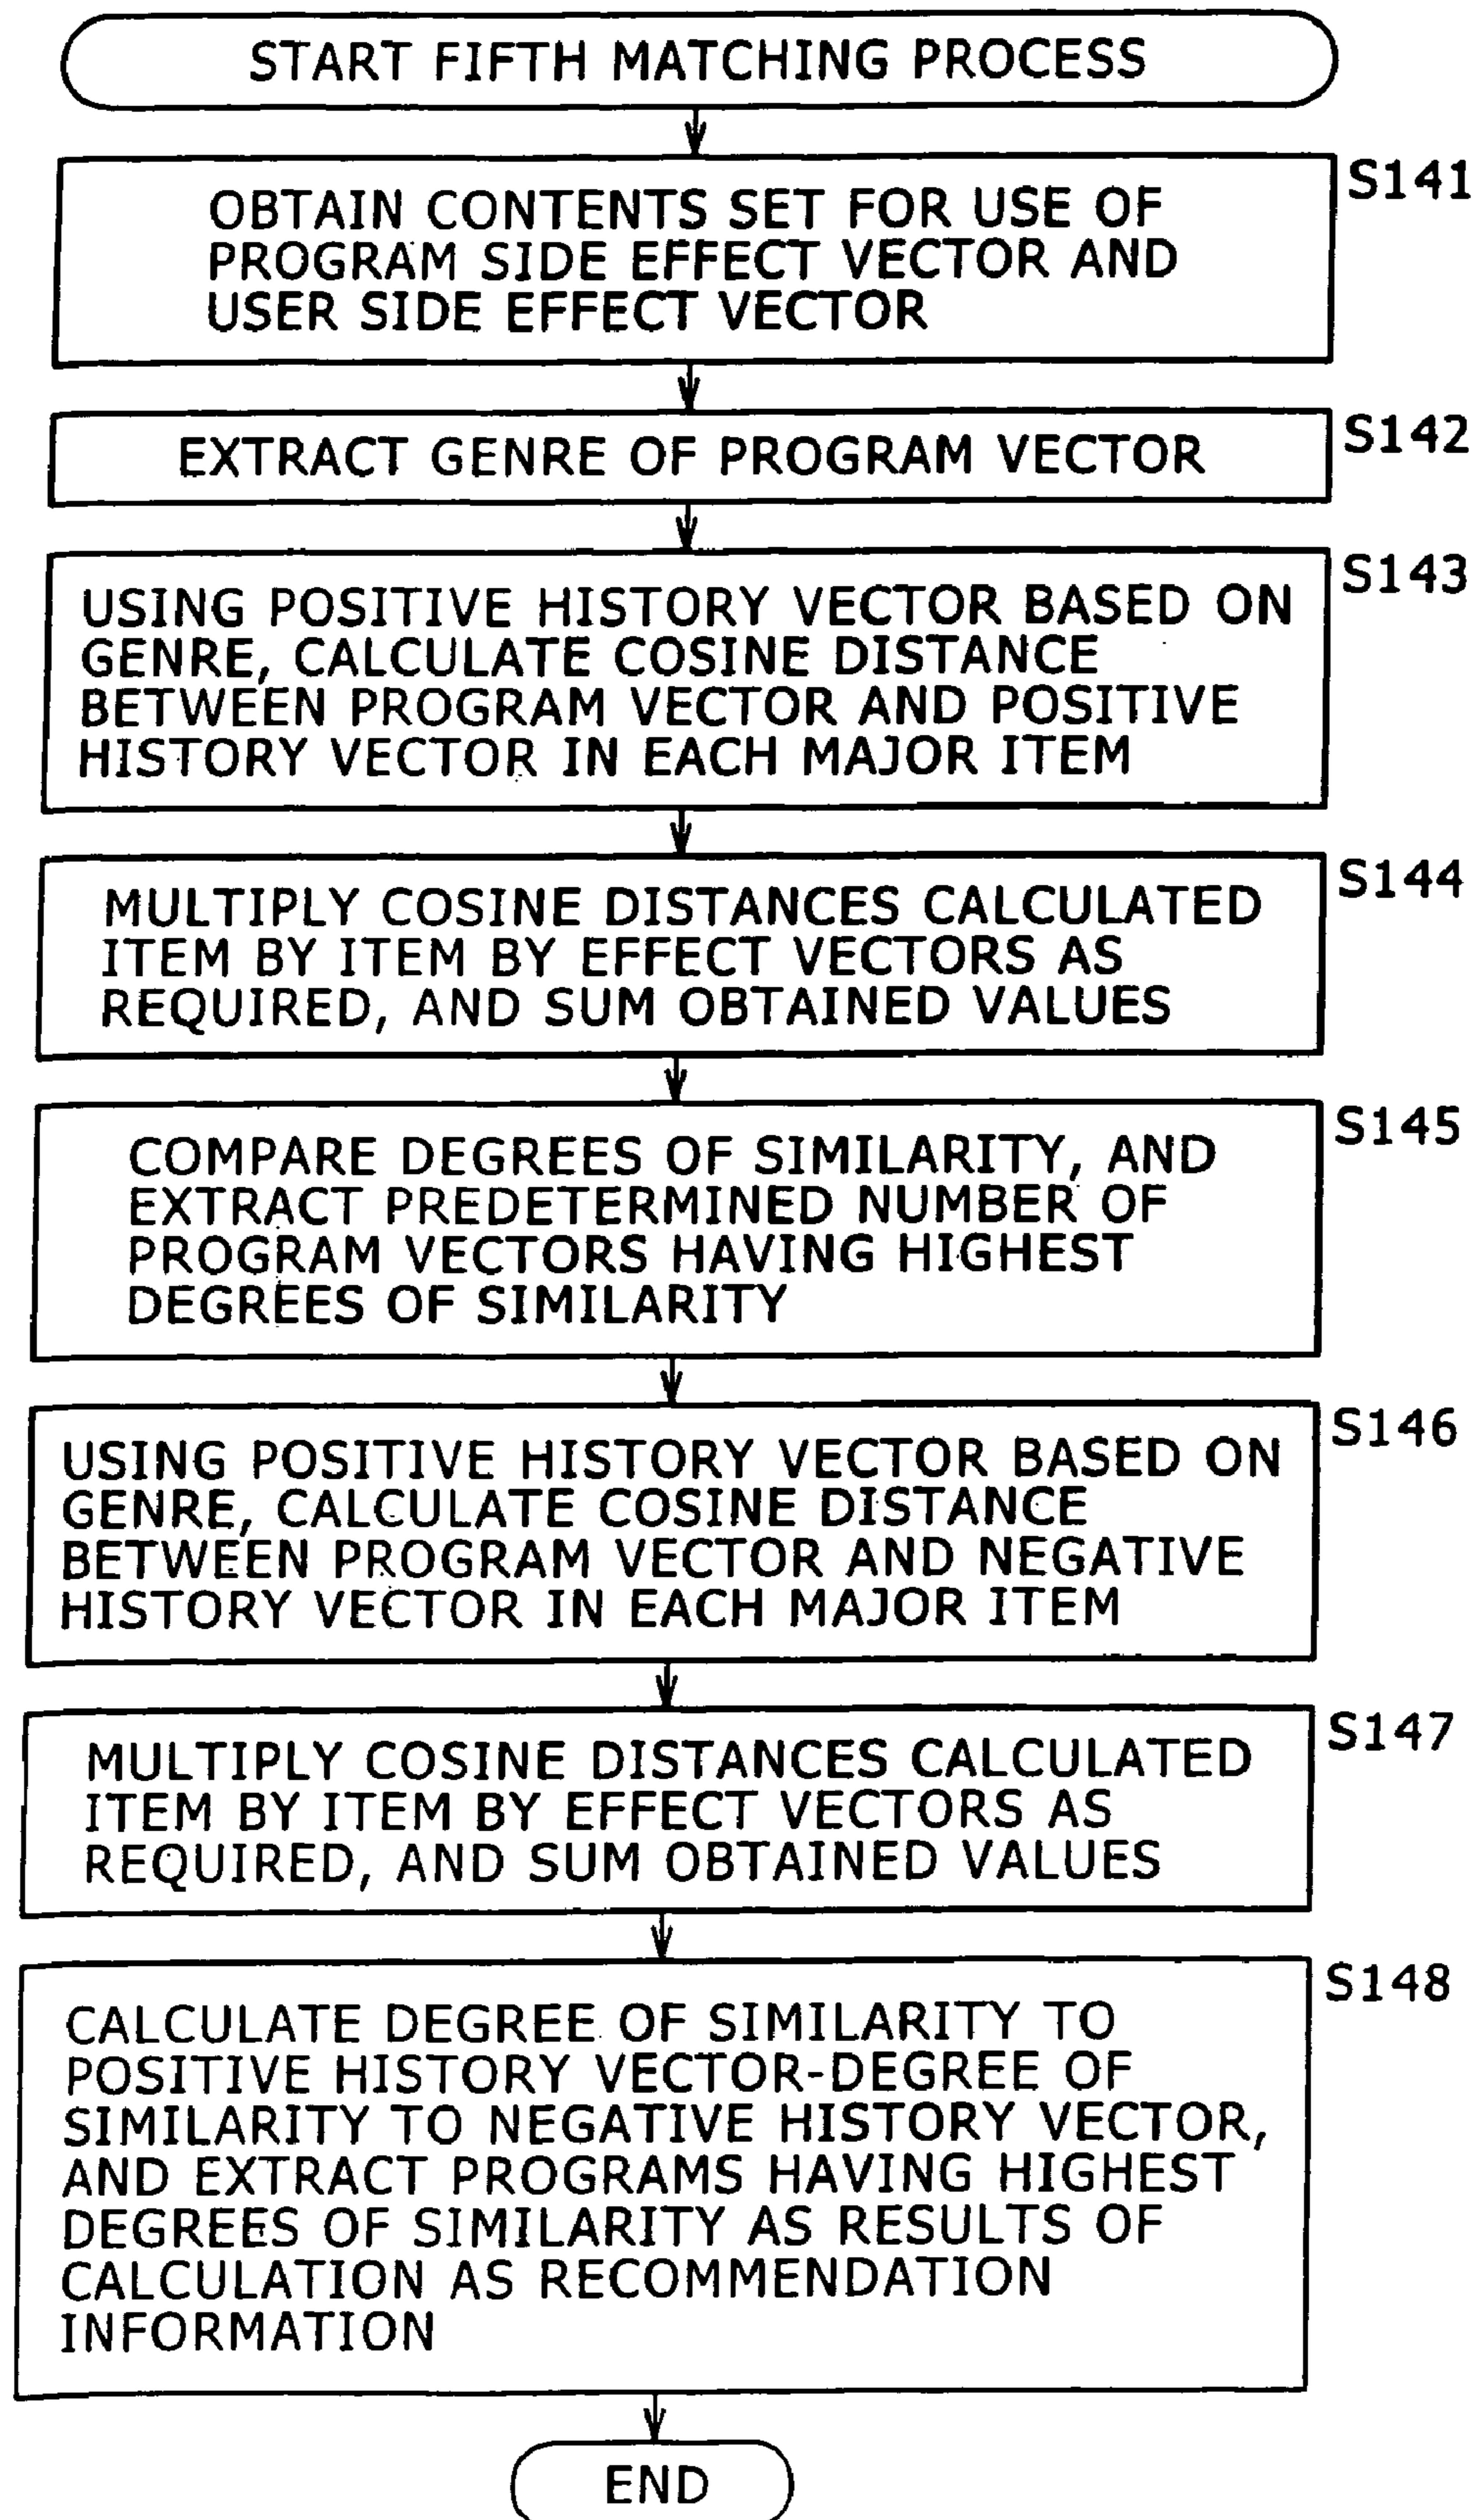 START FIFTH MATCHING PROCESS
S141
OBTAIN CONTENTS SET FOR USE OF
PROGRAM SIDE EFFECT VECTOR AND
USER SIDE EFFECT VECTOR
S142
EXTRACT GENRE OF PROGRAM VECTOR
S143
USING POSITIVE HISTORY VECTOR BASED ON
GENRE, CALCULATE COSINE DISTANCE
BETWEEN PROGRAM VECTOR AND POSITIVE
HISTORY VECTOR IN EACH MAJOR ITEM
S144
MULTIPLY COSINE DISTANCES CALCULATED
ITEM BY ITEM BY EFFECT VECTORS AS
REQUIRED, AND SUM OBTAINED VALUES
S145
COMPARE DEGREES OF SIMILARITY, AND
EXTRACT PREDETERMINED NUMBER OF
PROGRAM VECTORS HAVING HIGHEST
DEGREES OF SIMILARITY
S146
USING POSITIVE HISTORY VECTOR BASED ON
GENRE, CALCULATE COSINE DISTANCE
BETWEEN PROGRAM VECTOR AND NEGATIVE
HISTORY VECTOR IN EACH MAJOR ITEM
S147
MULTIPLY COSINE DISTANCES CALCULATED
ITEM BY ITEM BY EFFECT VECTORS AS
REQUIRED, AND SUM OBTAINED VALUES
S148
CALCULATE DEGREE OF SIMILARITY TO
POSITIVE HISTORY VECTOR-DEGREE OF
SIMILARITY TO NEGATIVE HISTORY VECTOR,
AND EXTRACT PROGRAMS HAVING HIGHEST
DEGREES OF SIMILARITY AS RESULTS OF
CALCULATION AS RECOMMENDATION
INFORMATION
END